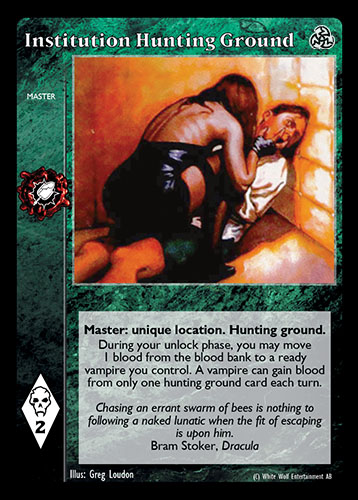 Institution Hunting Ground
MASTER
Master: unique location. Hunting ground.
During your unlock phase, you may move
1 blood from the blood bank to a ready
vampire you control. A vampire can gain blood
from only one hunting ground card each turn.
Chasing an errant swarm of bees is nothing to
following a naked lunatic when the fit of escaping
is upon him.
Bram Stoker, Dracula
2
Illus: Greg Loudon
(C) White Wolf Entertainment AB